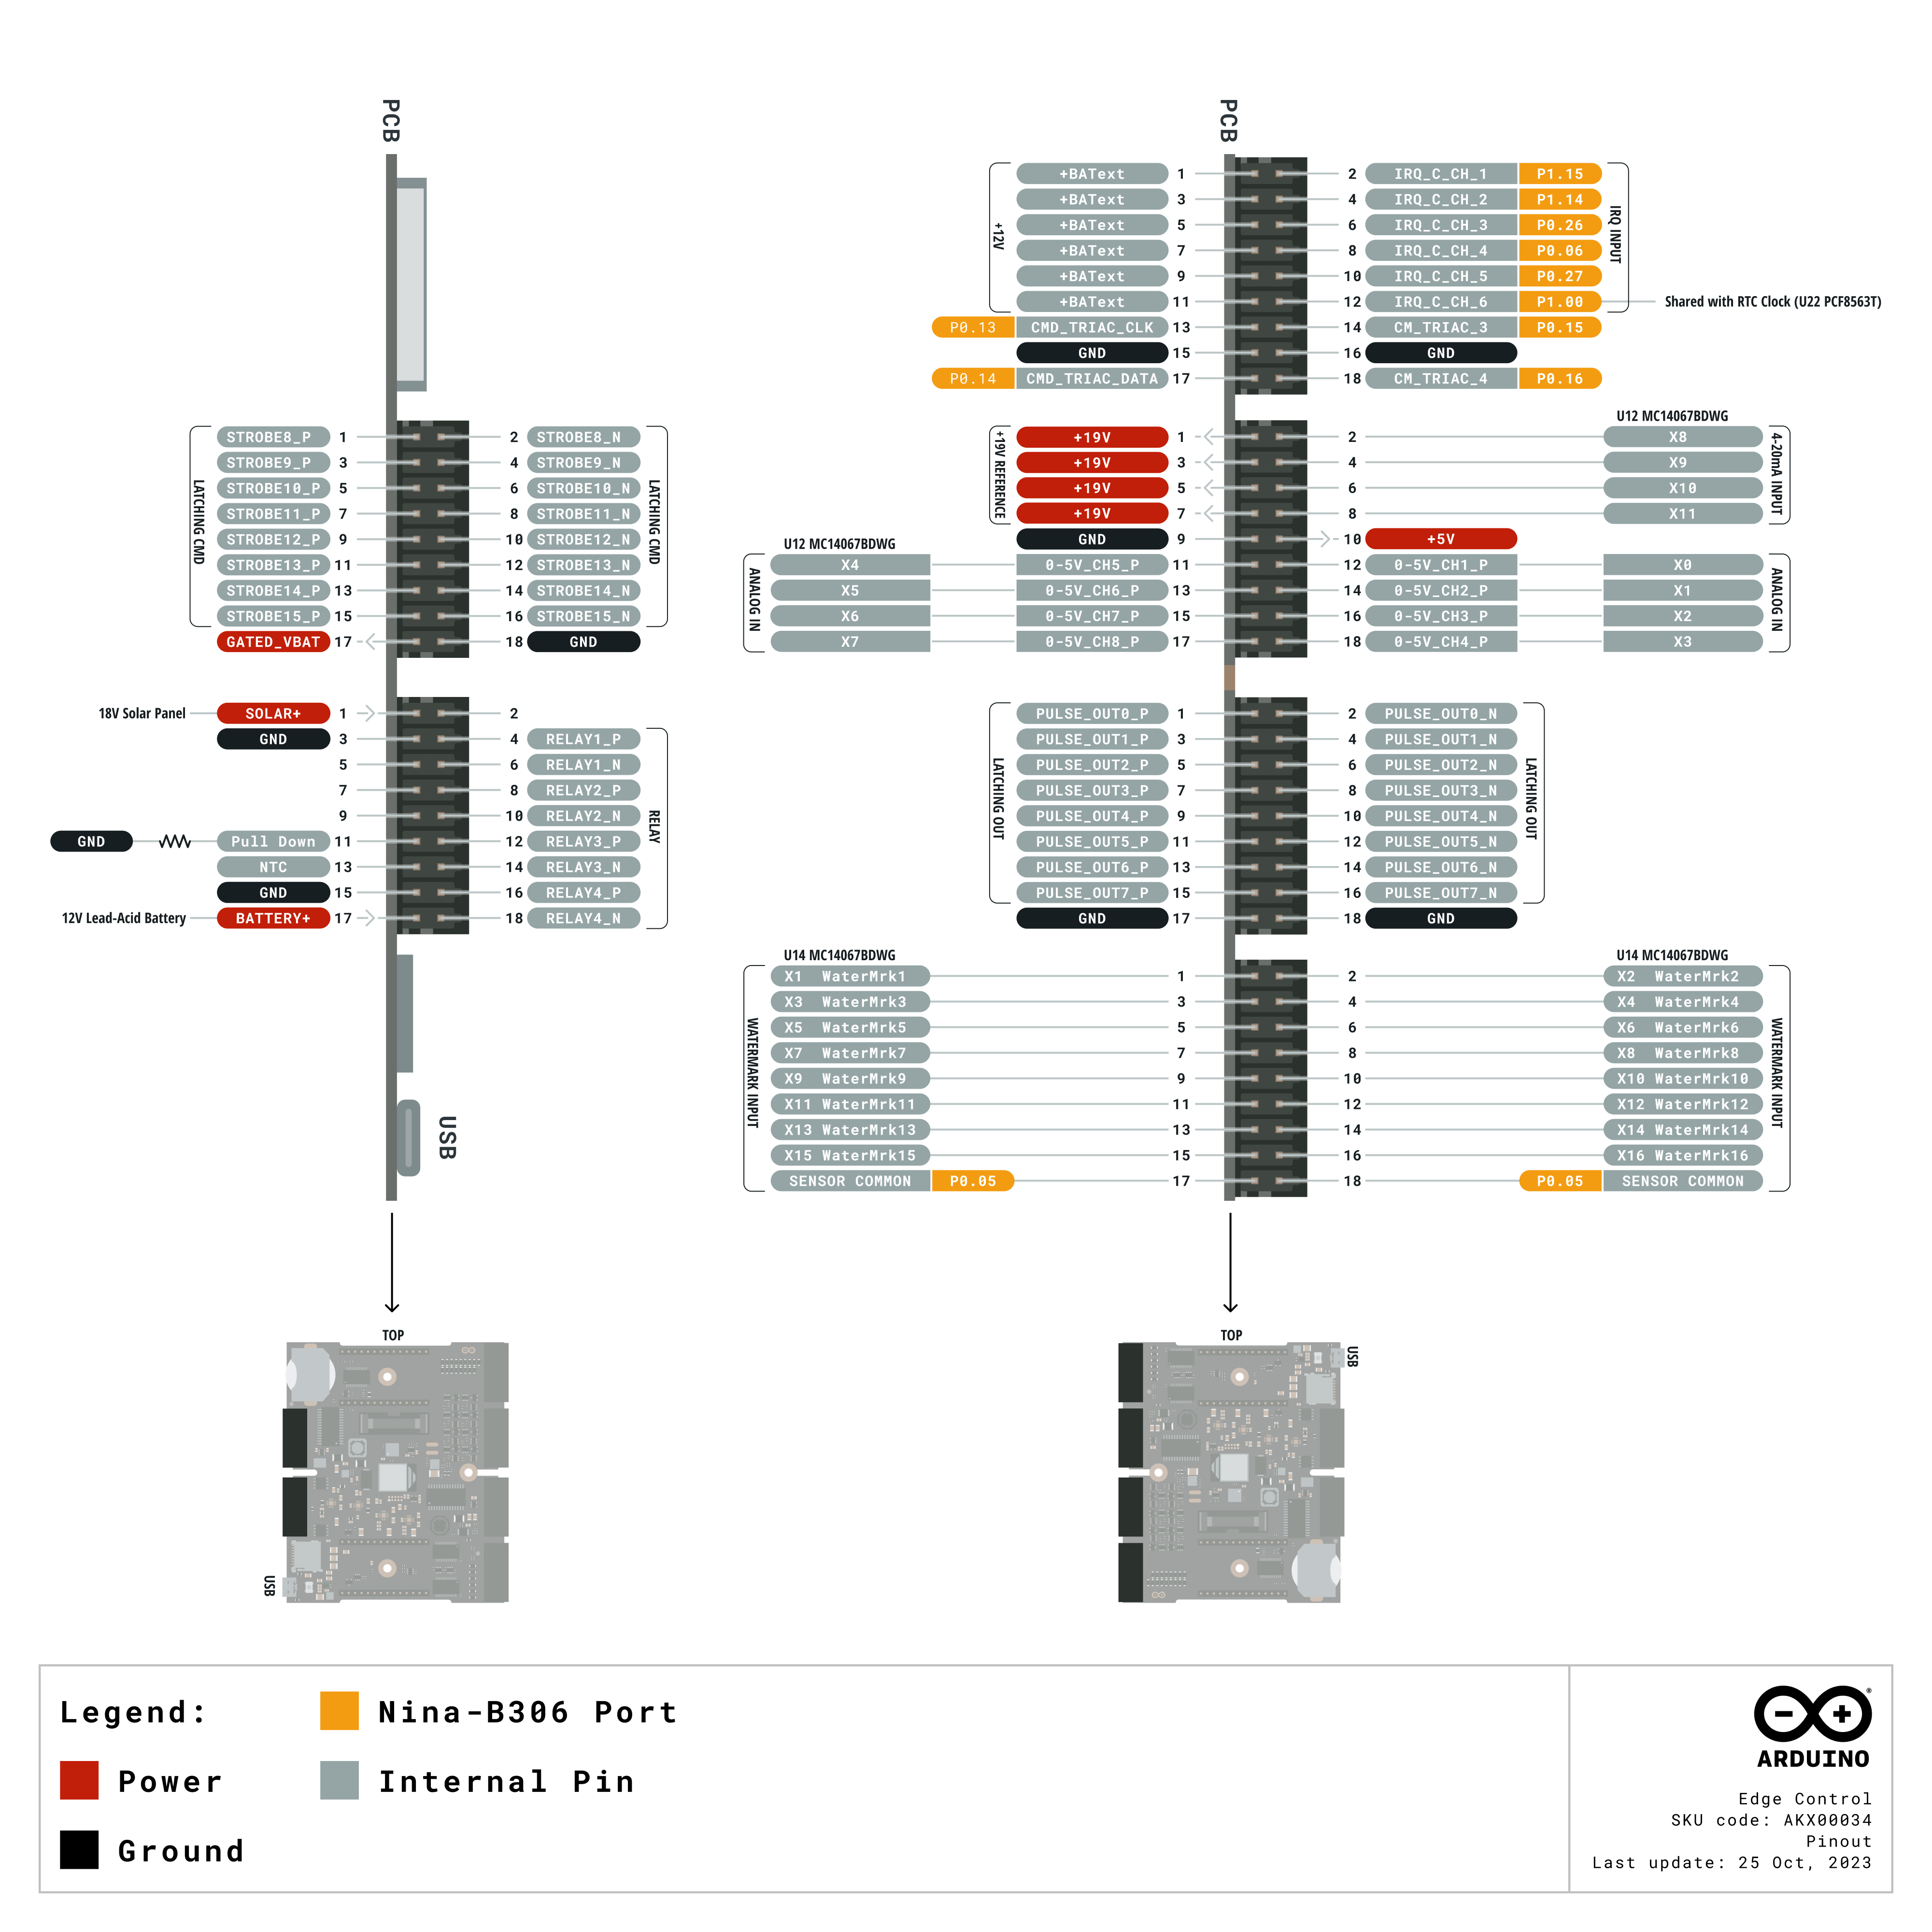 PCB
PCB
+BATExt 1 2 IRQ_C_CH_1 P1.15
+BATExt 3 4 IRQ_C_CH_2 P1.14
+BATExt 5 6 IRQ_C_CH_3 P0.26
+BATExt 7 8 IRQ_C_CH_4 P0.06
+BATExt 9 10 IRQ_C_CH_5 P0.27
+BATExt 11 12 IRQ_C_CH_6 P1.00 Shared with RTC Clock (U22 PCF8563T)
+12V
IRQ INPUT
P0.13 CMD_TRIAC_CLK 13 14 CM_TRIAC_3 P0.15
GND 15 16 GND
P0.14 CMD_TRIAC_DATA 17 18 CM_TRIAC_4 P0.16
STROBE8_P 1 2 STROBE8_N
STROBE9_P 3 4 STROBE9_N
STROBE10_P 5 6 STROBE10_N
STROBE11_P 7 8 STROBE11_N
STROBE12_P 9 10 STROBE12_N
STROBE13_P 11 12 STROBE13_N
STROBE14_P 13 14 STROBE14_N
STROBE15_P 15 16 STROBE15_N
GATED_VBAT 17 18 GND
LATCHING CMD
LATCHING CMD
U12 MC14067BDWG
+19V 1 2 X8
+19V 3 4 X9
+19V 5 6 X10
+19V 7 8 X11
+19V REFERENCE
4-20mA INPUT
GND 9 10 +5V
U12 MC14067BDWG
X4 0-5V_CH5_P 11 12 0-5V_CH1_P X0
X5 0-5V_CH6_P 13 14 0-5V_CH2_P X1
X6 0-5V_CH7_P 15 16 0-5V_CH3_P X2
X7 0-5V_CH8_P 17 18 0-5V_CH4_P X3
ANALOG IN
ANALOG IN
18V Solar Panel SOLAR+ 1 2
GND 3 4 RELAY1_P
5 6 RELAY1_N
7 8 RELAY2_P
9 10 RELAY2_N
GND Pull Down 11 12 RELAY3_P
NTC 13 14 RELAY3_N
GND 15 16 RELAY4_P
12V Lead-Acid Battery BATTERY+ 17 18 RELAY4_N
RELAY
PULSE_OUT0_P 1 2 PULSE_OUT0_N
PULSE_OUT1_P 3 4 PULSE_OUT1_N
PULSE_OUT2_P 5 6 PULSE_OUT2_N
PULSE_OUT3_P 7 8 PULSE_OUT3_N
PULSE_OUT4_P 9 10 PULSE_OUT4_N
PULSE_OUT5_P 11 12 PULSE_OUT5_N
PULSE_OUT6_P 13 14 PULSE_OUT6_N
PULSE_OUT7_P 15 16 PULSE_OUT7_N
GND 17 18 GND
LATCHING OUT
LATCHING OUT
U14 MC14067BDWG
U14 MC14067BDWG
X1 WaterMrk1 1 2 X2 WaterMrk2
X3 WaterMrk3 3 4 X4 WaterMrk4
X5 WaterMrk5 5 6 X6 WaterMrk6
X7 WaterMrk7 7 8 X8 WaterMrk8
X9 WaterMrk9 9 10 X10 WaterMrk10
X11 WaterMrk11 11 12 X12 WaterMrk12
X13 WaterMrk13 13 14 X14 WaterMrk14
X15 WaterMrk15 15 16 X16 WaterMrk16
SENSOR COMMON P0.05 17 18 P0.05 SENSOR COMMON
WATERMARK INPUT
WATERMARK INPUT
USB
TOP
USB
TOP
USB
Legend:
Nina-B306 Port
Power
Internal Pin
Ground
ARDUINO
Edge Control
SKU code: AKX00034
Pinout
Last update: 25 Oct, 2023